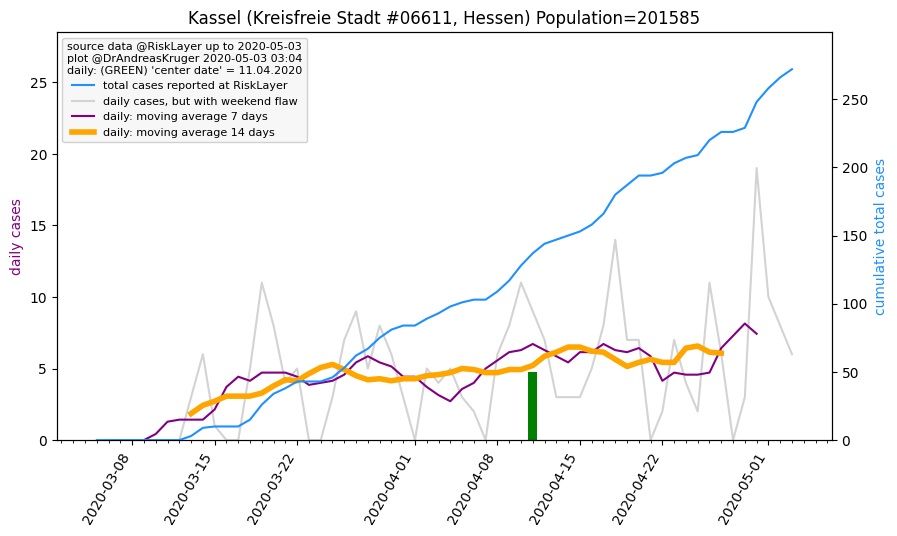 Kassel (Kreisfreie Stadt #06611, Hessen) Population=201585
source data @RiskLayer up to 2020-05-03
plot @DrAndreasKruger 2020-05-03 03:04
daily: (GREEN) 'center date' = 11.04.2020
total cases reported at RiskLayer
daily cases, but with weekend flaw
daily: moving average 7 days
daily: moving average 14 days
daily cases
25
20
15
10
5
0
cumulative total cases
250
200
150
100
50
0
2020-03-08
2020-03-15
2020-03-22
2020-04-01
2020-04-08
2020-04-15
2020-04-22
2020-05-01